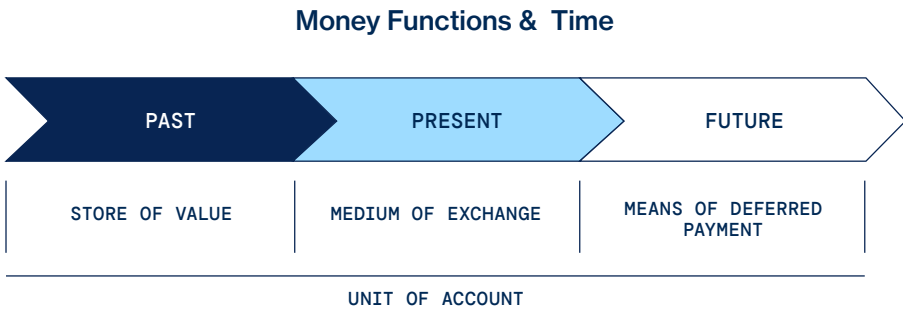 Money Functions & Time
PAST
PRESENT
FUTURE
STORE OF VALUE
MEDIUM OF EXCHANGE
MEANS OF DEFERRED
PAYMENT
UNIT OF ACCOUNT